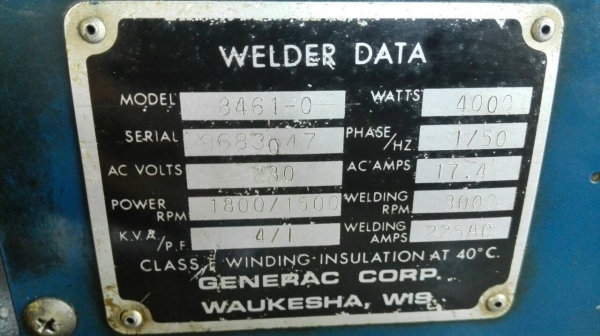 WELDER DATA
MODEL 8461-0 WATTS 4000
SERIAL PHASE/HZ. 1/50
AC VOLTS 230 AC AMPS 17.4
POWER RPM 1800/1500 WELDING RPM 3000
K.V.A/P.F. 4/1 WELDING AMPS
CLASS F WINDING INSULATION AT 40°C.
GENERAC CORP.
WAUKESHA, WIS.